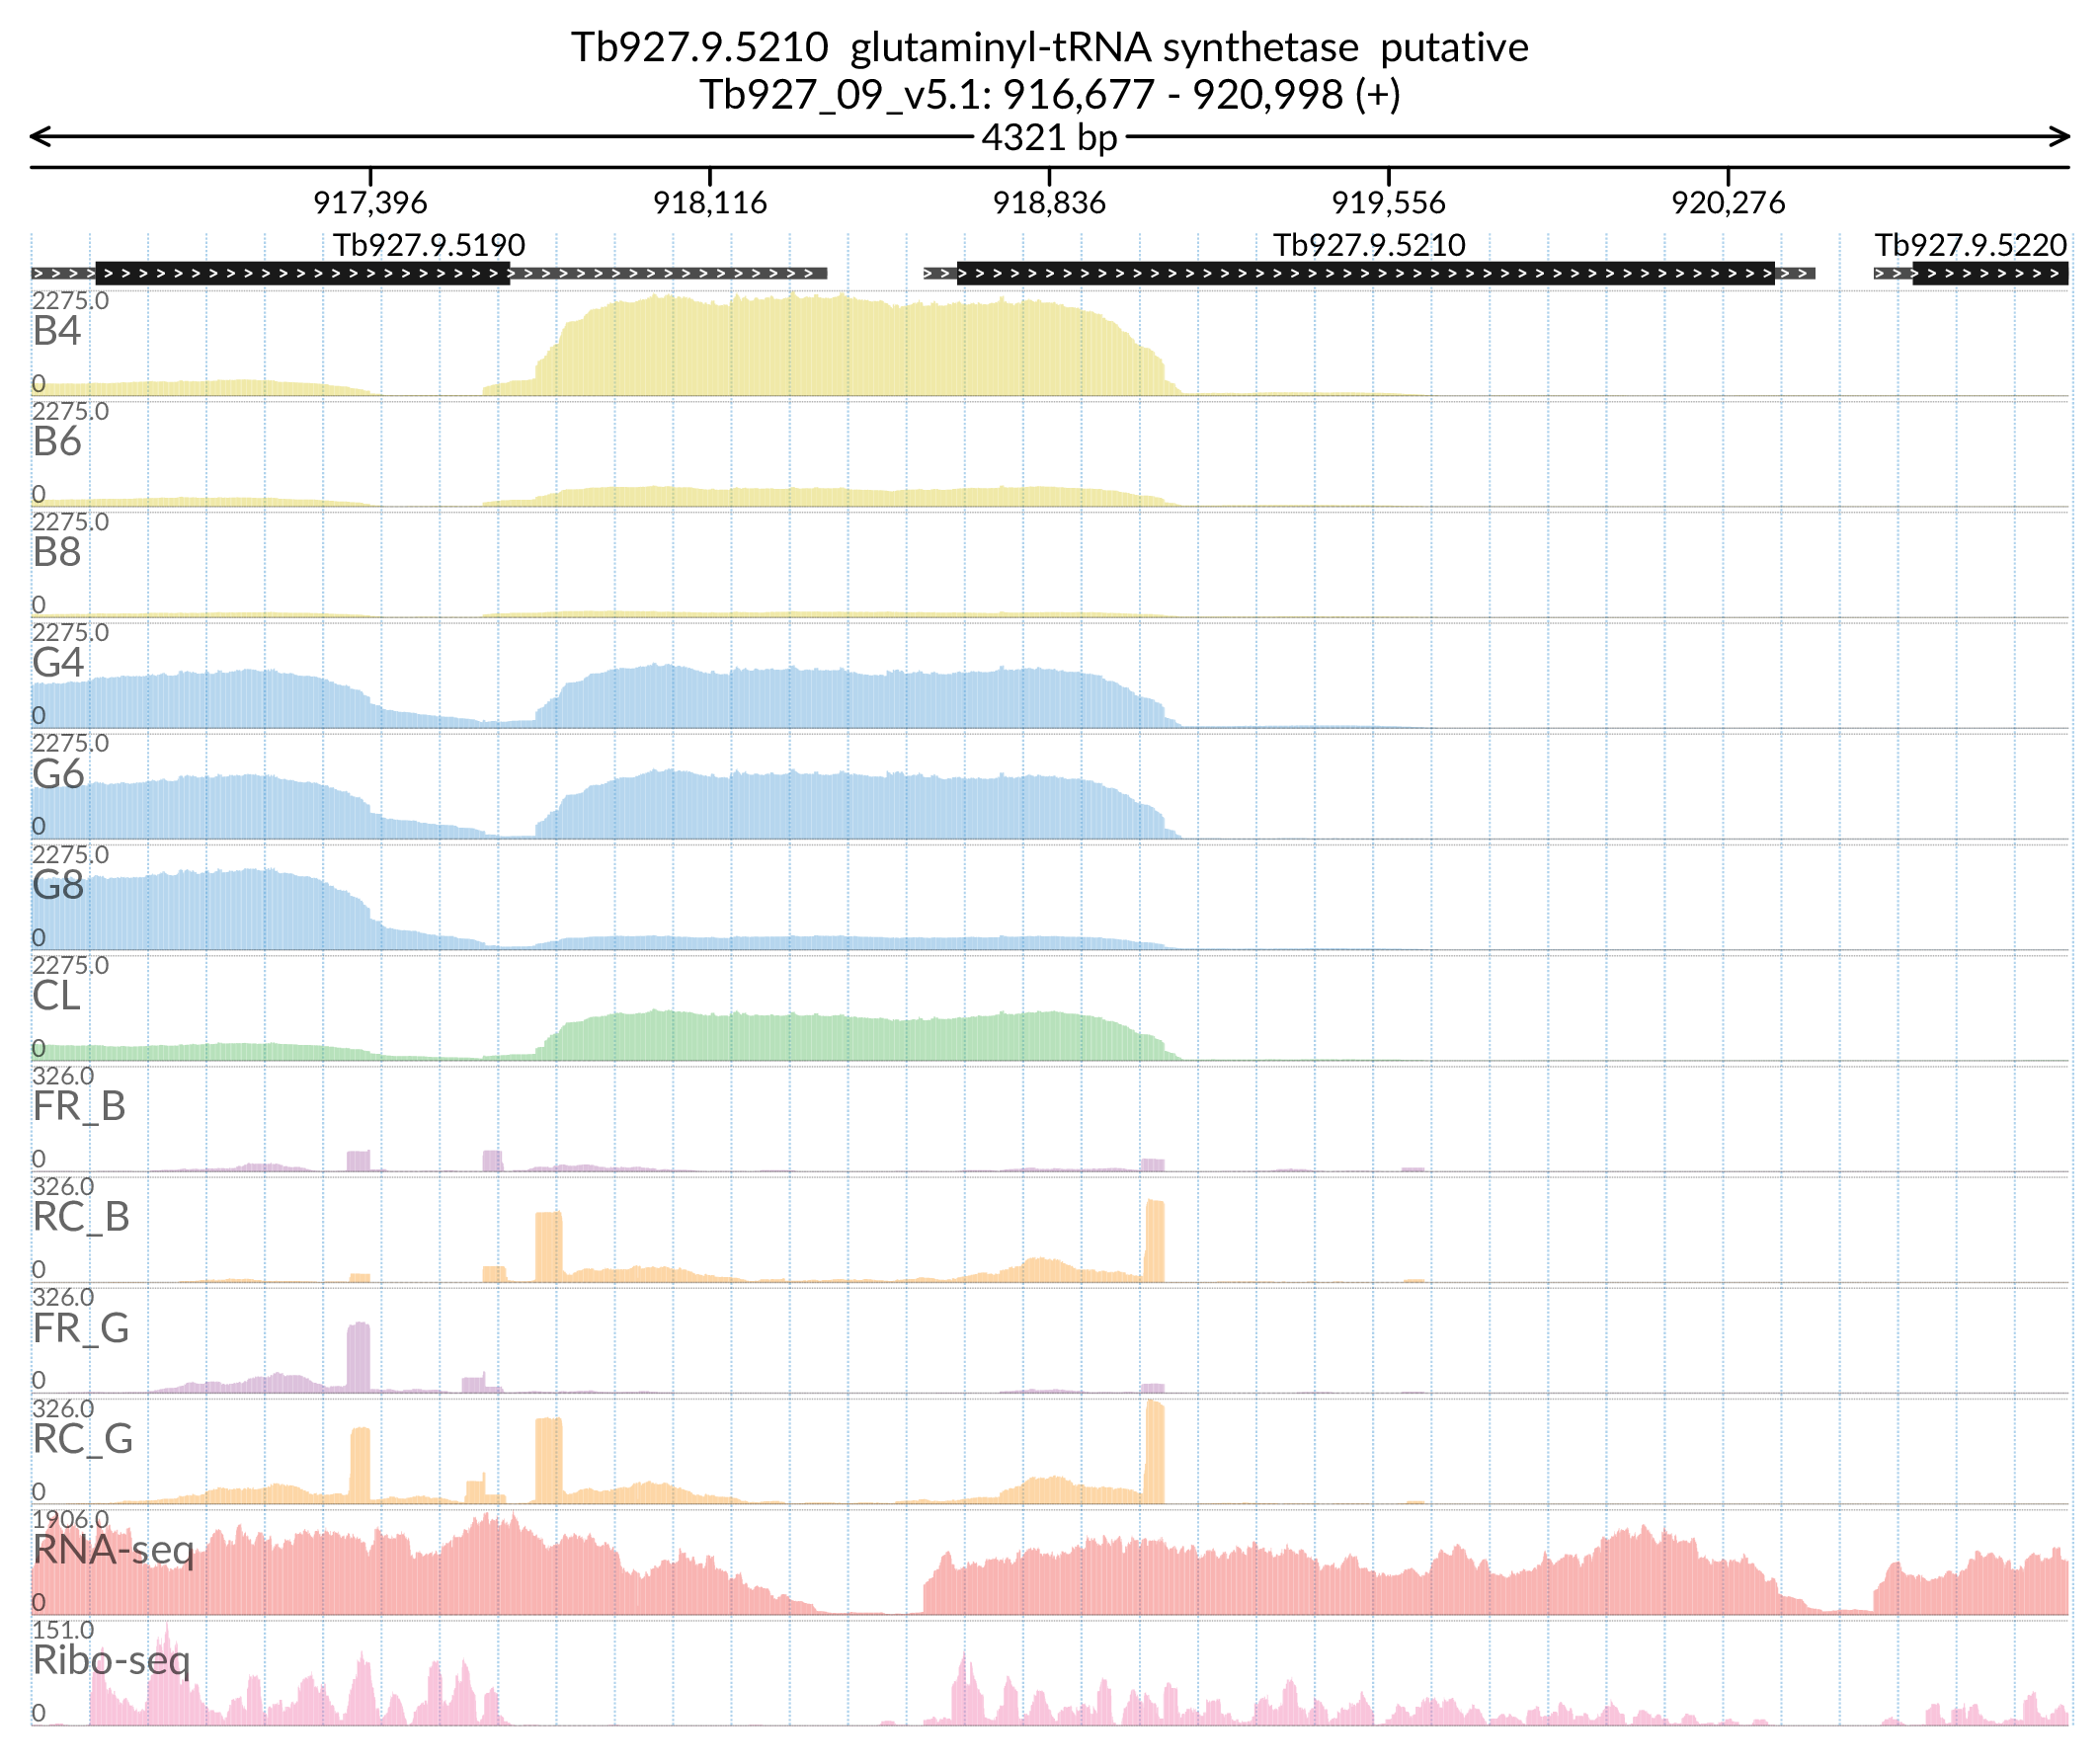 Tb927.9.5210 glutaminyl-tRNA synthetase putative
Tb927_09_v5.1: 916,677 - 920,998 (+)
4321 bp
917,396 918,116 918,836 919,556 920,276
Tb927.9.5190 Tb927.9.5210 Tb927.9.5220
2275.0
B4
0
2275.0
B6
0
2275.0
B8
0
2275.0
G4
0
2275.0
G6
0
2275.0
G8
0
2275.0
CL
0
326.0
FR_B
0
326.0
RC_B
0
326.0
FR_G
0
326.0
RC_G
0
1906.0
RNA-seq
0
151.0
Ribo-seq
0